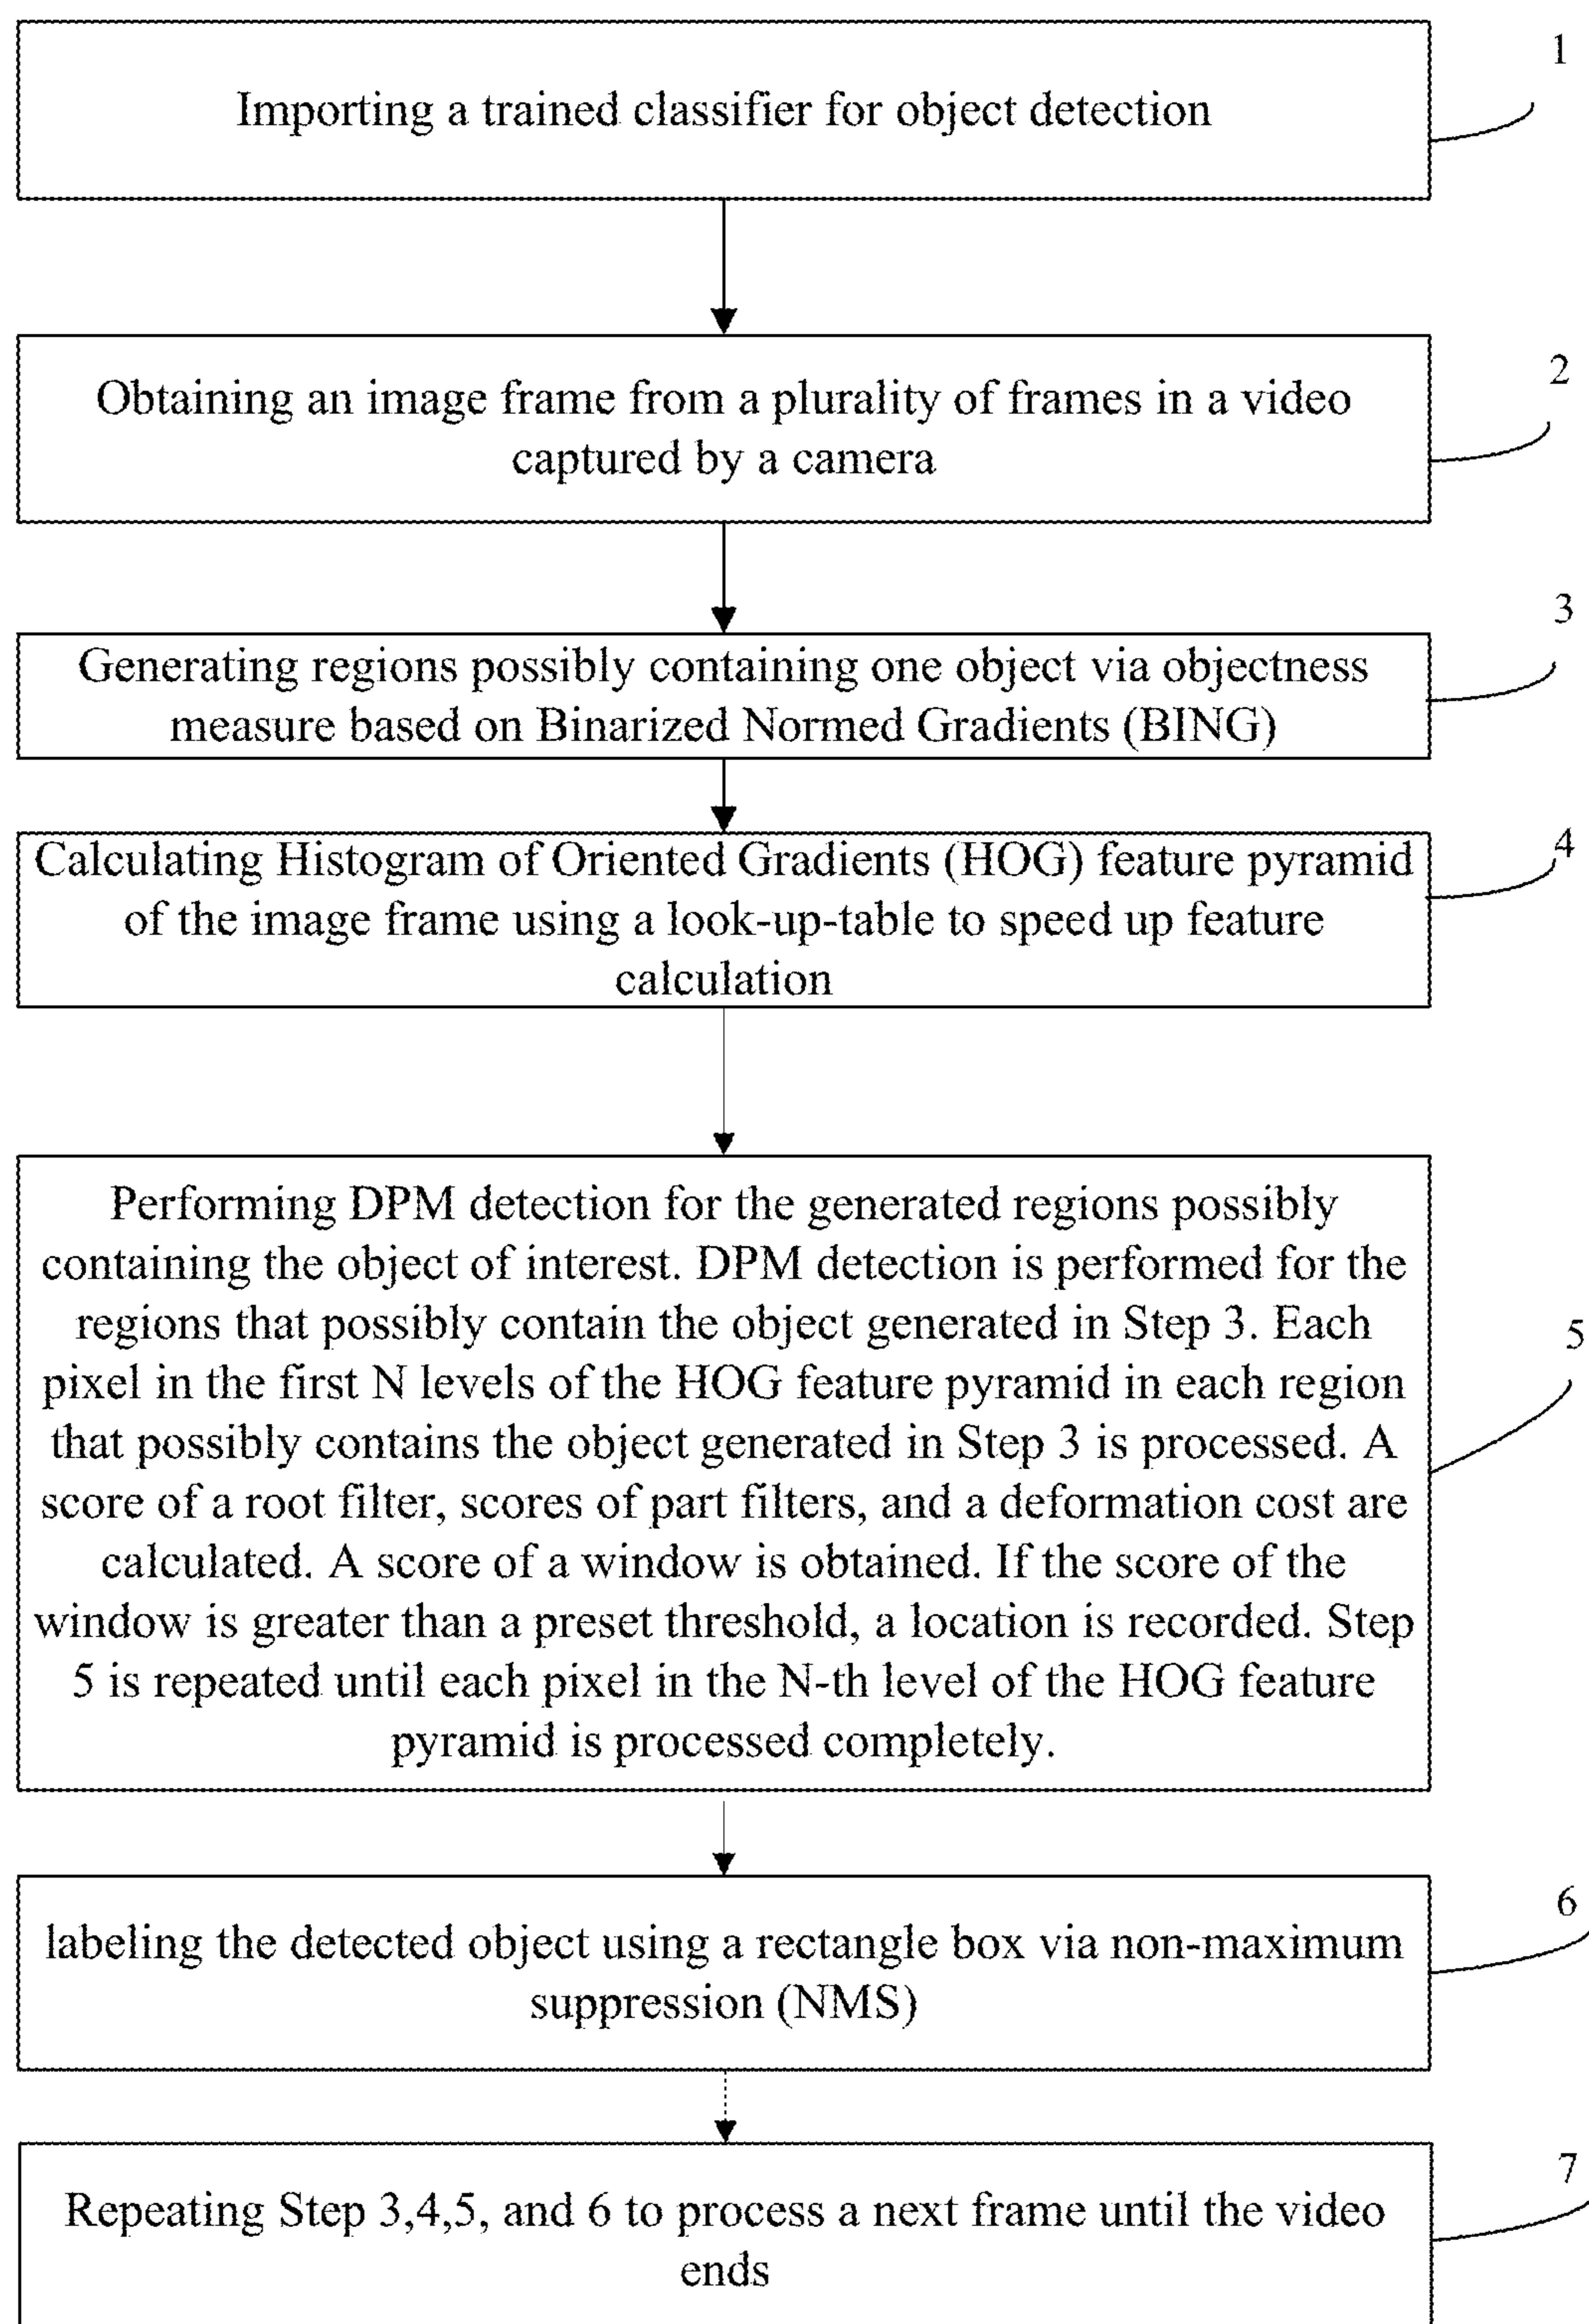 1
Importing a trained classifier for object detection
2
Obtaining an image frame from a plurality of frames in a video
captured by a camera
3
Generating regions possibly containing one object via objectness
measure based on Binarized Normed Gradients (BING)
4
Calculating Histogram of Oriented Gradients (HOG) feature pyramid
of the image frame using a look-up-table to speed up feature
calculation
5
Performing DPM detection for the generated regions possibly
containing the object of interest. DPM detection is performed for the
regions that possibly contain the object generated in Step 3. Each
pixel in the first N levels of the HOG feature pyramid in each region
that possibly contains the object generated in Step 3 is processed. A
score of a root filter, scores of part filters, and a deformation cost are
calculated. A score of a window is obtained. If the score of the
window is greater than a preset threshold, a location is recorded. Step
5 is repeated until each pixel in the N-th level of the HOG feature
pyramid is processed completely.
6
labeling the detected object using a rectangle box via non-maximum
suppression (NMS)
7
Repeating Step 3,4,5, and 6 to process a next frame until the video
ends